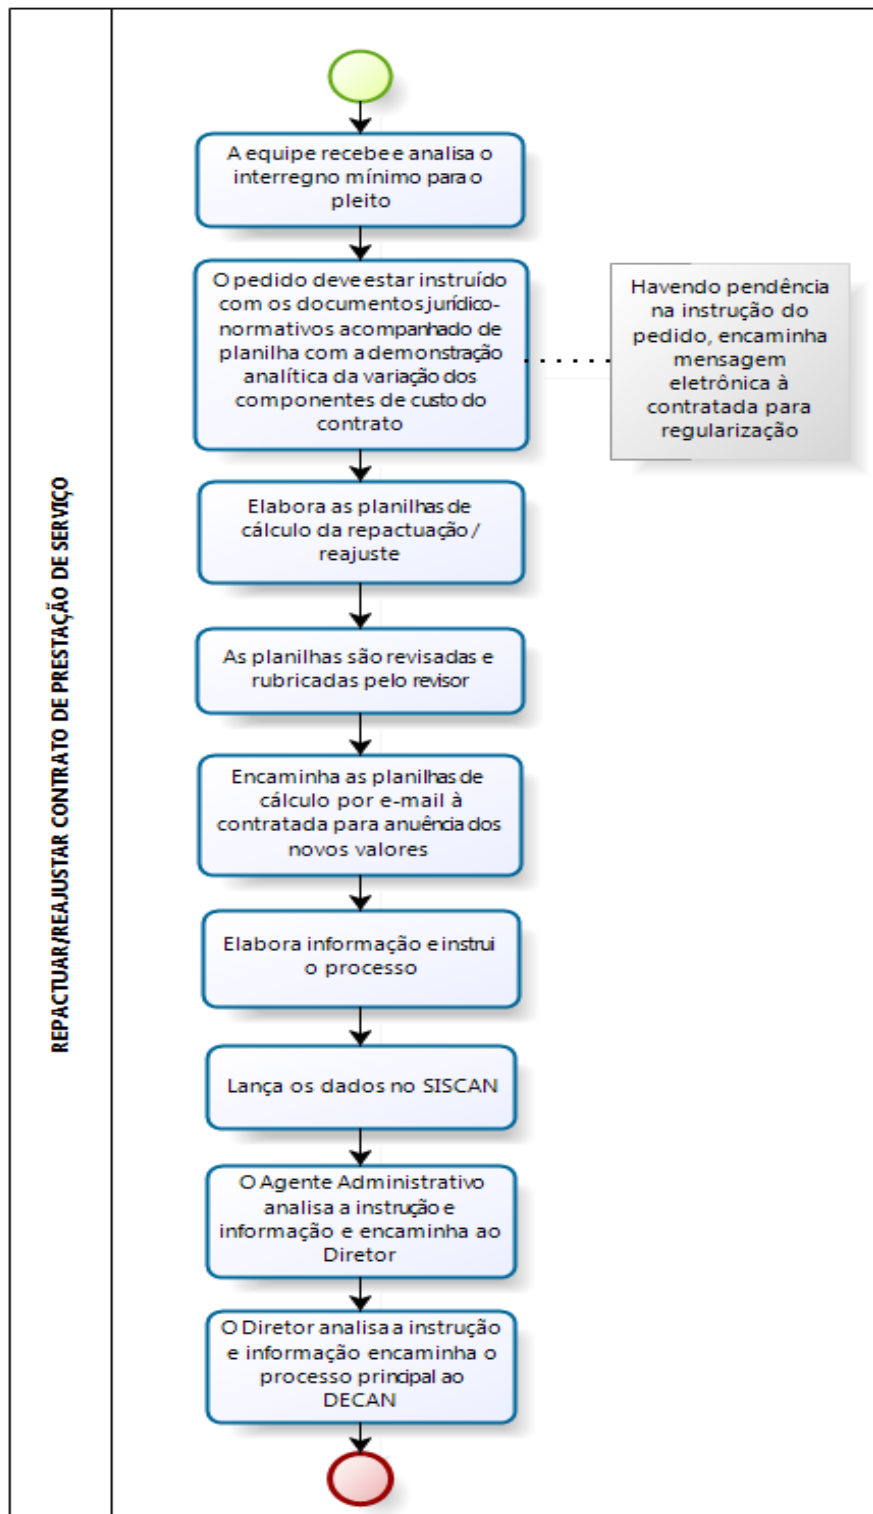 REPACTUAR/REAJUSTAR CONTRATO DE PRESTAÇÃO DE SERVIÇO
A equipe recebe e analisa o
interregno mínimo para o
pleito
O pedido deve estar instruído
com os documentos jurídico-
normativos acompanhado de
planilha com a demonstração
analítica da variação dos
componentes de custo do
contrato
Havendo pendência
na instrução do
pedido, encaminha
mensagem
eletrônica à
contratada para
regularização
Elabora as planilhas de
cálculo da repactuação /
reajuste
As planilhas são revisadas e
rubricadas pelo revisor
Encaminha as planilhas de
cálculo por e-mail à
contratada para anuência dos
novos valores
Elabora informação e instrui
o processo
Lança os dados no SISCAN
O Agente Administrativo
analisa a instrução e
informação e encaminha ao
Diretor
O Diretor analisa a instrução
e informação encaminha o
processo principal ao
DECAN